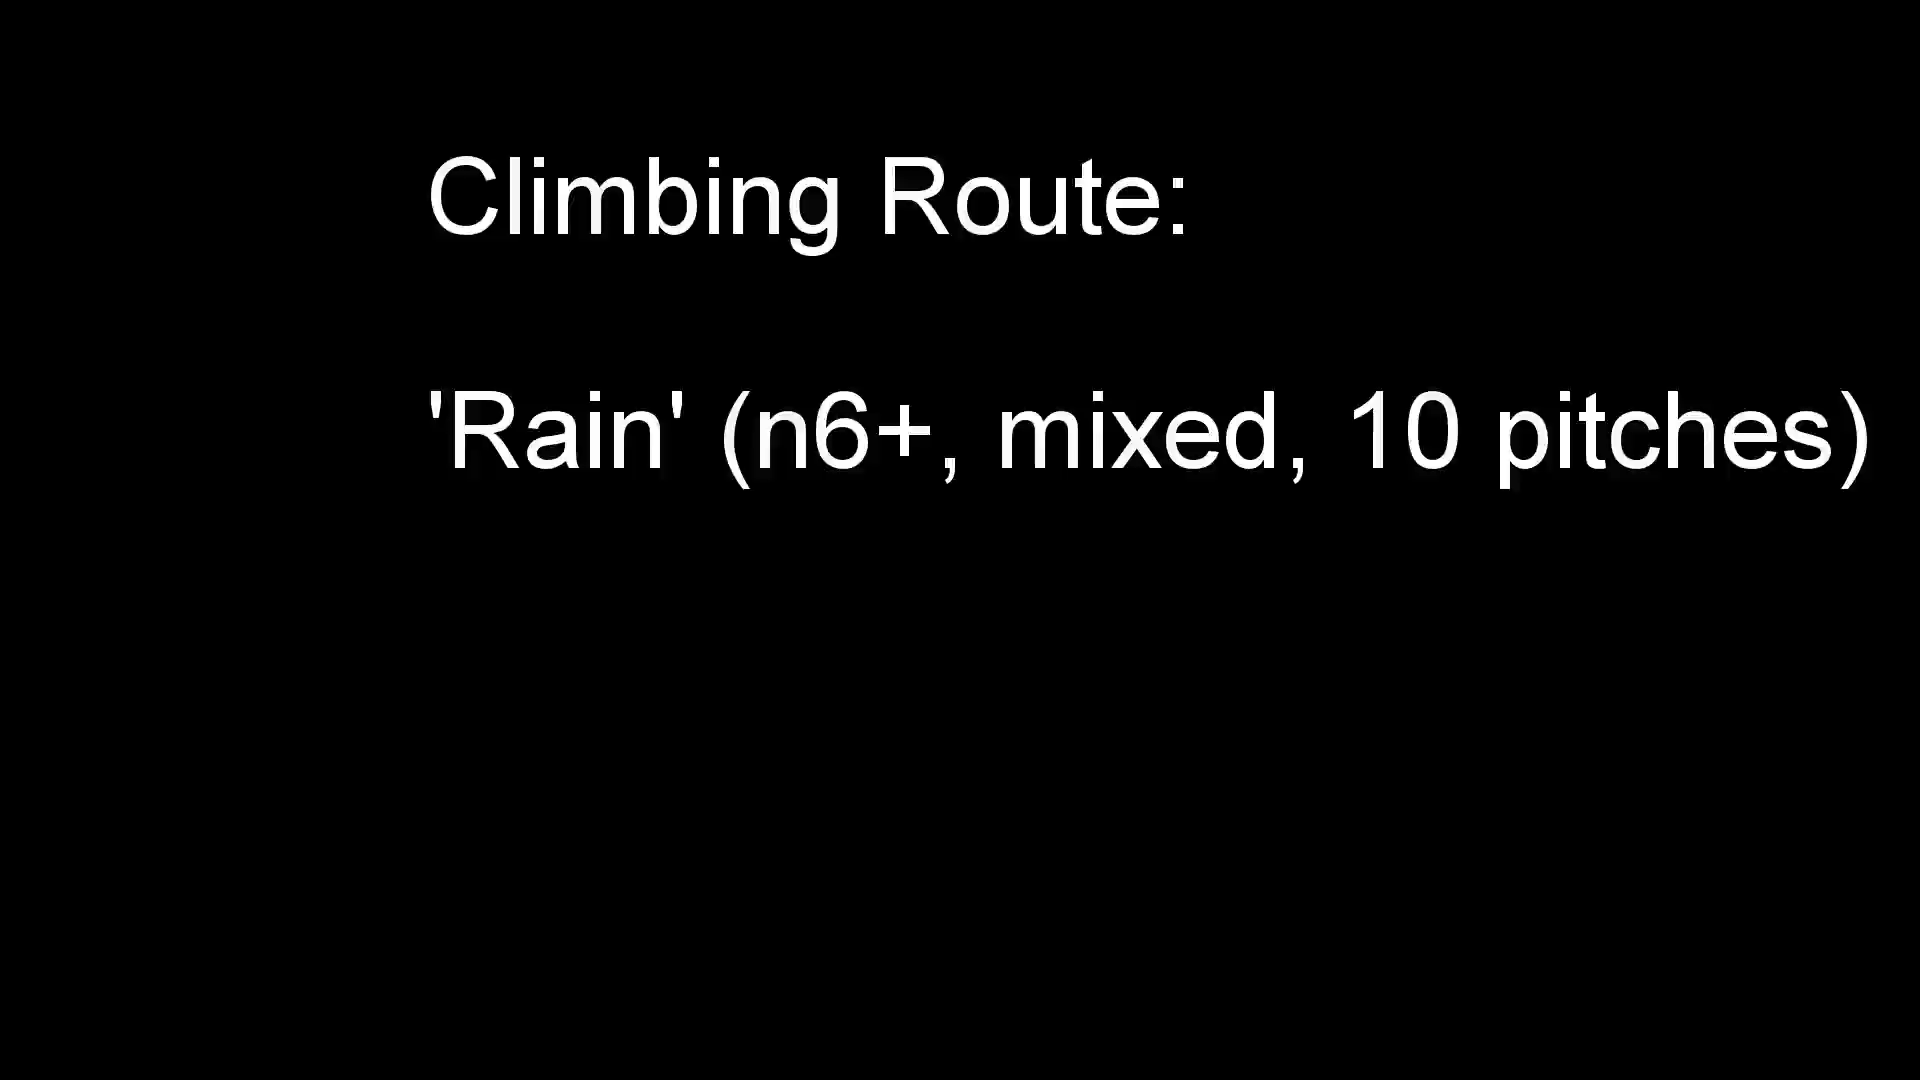 Climbing Route:
'Rain' (n6+, mixed, 10 pitches)